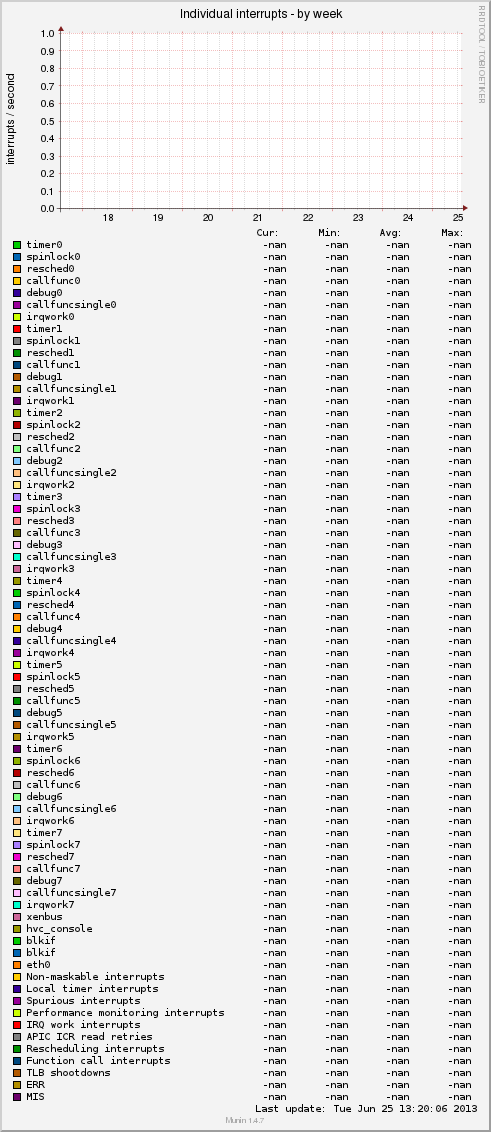 Individual interrupts - by week
RRDTOOL / TOBI OETIKER
interrupts / second
1.0
0.9
0.8
0.7
0.6
0.5
0.4
0.3
0.2
0.1
0.0
18 19 20 21 22 23 24 25
Cur: Min: Avg: Max:
timer0 -nan -nan -nan -nan
spinlock0 -nan -nan -nan -nan
resched0 -nan -nan -nan -nan
callfunc0 -nan -nan -nan -nan
debug0 -nan -nan -nan -nan
callfuncsingle0 -nan -nan -nan -nan
irqwork0 -nan -nan -nan -nan
timer1 -nan -nan -nan -nan
spinlock1 -nan -nan -nan -nan
resched1 -nan -nan -nan -nan
callfunc1 -nan -nan -nan -nan
debug1 -nan -nan -nan -nan
callfuncsingle1 -nan -nan -nan -nan
irqwork1 -nan -nan -nan -nan
timer2 -nan -nan -nan -nan
spinlock2 -nan -nan -nan -nan
resched2 -nan -nan -nan -nan
callfunc2 -nan -nan -nan -nan
debug2 -nan -nan -nan -nan
callfuncsingle2 -nan -nan -nan -nan
irqwork2 -nan -nan -nan -nan
timer3 -nan -nan -nan -nan
spinlock3 -nan -nan -nan -nan
resched3 -nan -nan -nan -nan
callfunc3 -nan -nan -nan -nan
debug3 -nan -nan -nan -nan
callfuncsingle3 -nan -nan -nan -nan
irqwork3 -nan -nan -nan -nan
timer4 -nan -nan -nan -nan
spinlock4 -nan -nan -nan -nan
resched4 -nan -nan -nan -nan
callfunc4 -nan -nan -nan -nan
debug4 -nan -nan -nan -nan
callfuncsingle4 -nan -nan -nan -nan
irqwork4 -nan -nan -nan -nan
timer5 -nan -nan -nan -nan
spinlock5 -nan -nan -nan -nan
resched5 -nan -nan -nan -nan
callfunc5 -nan -nan -nan -nan
debug5 -nan -nan -nan -nan
callfuncsingle5 -nan -nan -nan -nan
irqwork5 -nan -nan -nan -nan
timer6 -nan -nan -nan -nan
spinlock6 -nan -nan -nan -nan
resched6 -nan -nan -nan -nan
callfunc6 -nan -nan -nan -nan
debug6 -nan -nan -nan -nan
callfuncsingle6 -nan -nan -nan -nan
irqwork6 -nan -nan -nan -nan
timer7 -nan -nan -nan -nan
spinlock7 -nan -nan -nan -nan
resched7 -nan -nan -nan -nan
callfunc7 -nan -nan -nan -nan
debug7 -nan -nan -nan -nan
callfuncsingle7 -nan -nan -nan -nan
irqwork7 -nan -nan -nan -nan
xenbus -nan -nan -nan -nan
hvc_console -nan -nan -nan -nan
blkif -nan -nan -nan -nan
blkif -nan -nan -nan -nan
eth0 -nan -nan -nan -nan
Non-maskable interrupts -nan -nan -nan -nan
Local timer interrupts -nan -nan -nan -nan
Spurious interrupts -nan -nan -nan -nan
Performance monitoring interrupts -nan -nan -nan -nan
IRQ work interrupts -nan -nan -nan -nan
APIC ICR read retries -nan -nan -nan -nan
Rescheduling interrupts -nan -nan -nan -nan
Function call interrupts -nan -nan -nan -nan
TLB shootdowns -nan -nan -nan -nan
ERR -nan -nan -nan -nan
MIS -nan -nan -nan -nan
Last update: Tue Jun 25 13:20:06 2013
Munin 1.4.7